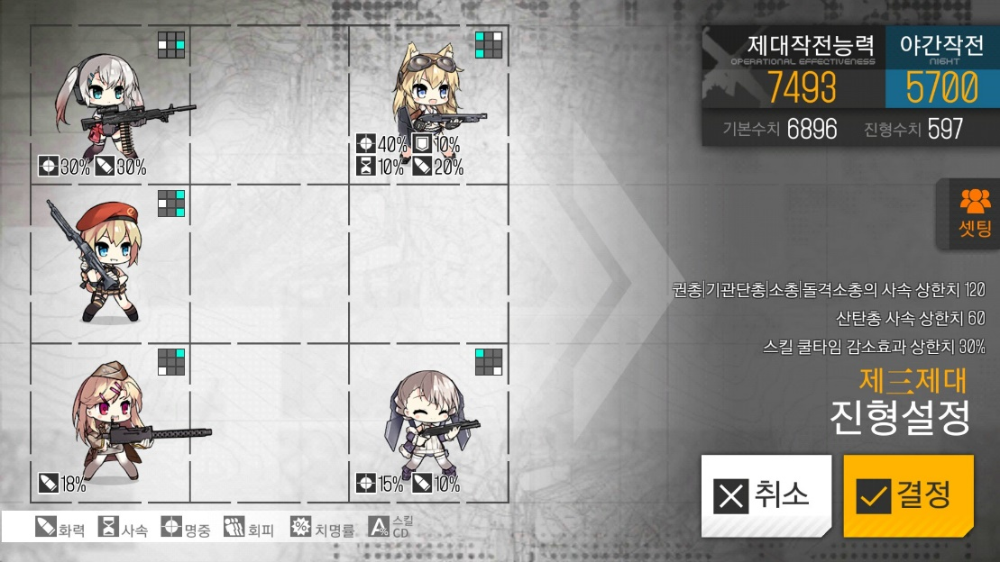 제대작전능력
OPERATIONAL EFFECTIVENESS
7493
야간작전
NIGHT
5700
기본수치 6896 진형수치 597
30% 30%
40% 10%
10% 20%
셋팅
권총|기관단총|소총|돌격소총의 사속 상한치 120
산탄총 사속 상한치 60
스킬 쿨타임 감소효과 상한치 30%
제三제대
진형설정
18%
15% 10%
취소
결정
화력 사속 명중 회피 % 치명률 A% 스킬
CD